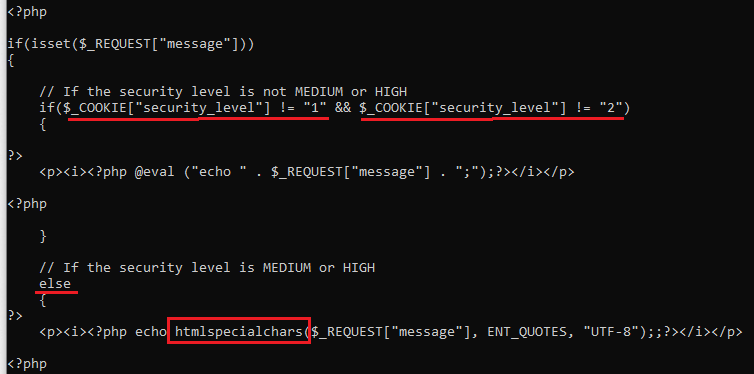 <?php
if(isset($_REQUEST["message"]))
{
// If the security level is not MEDIUM or HIGH
if($_COOKIE["security_level"] != "1" && $_COOKIE["security_level"] != "2")
{
?>
<p><i><?php @eval ("echo " . $_REQUEST["message"] . ";");?></i></p>
<?php
}
// If the security level is MEDIUM or HIGH
else
{
?>
<p><i><?php echo htmlspecialchars($_REQUEST["message"], ENT_QUOTES, "UTF-8");;?></i></p>
<?php